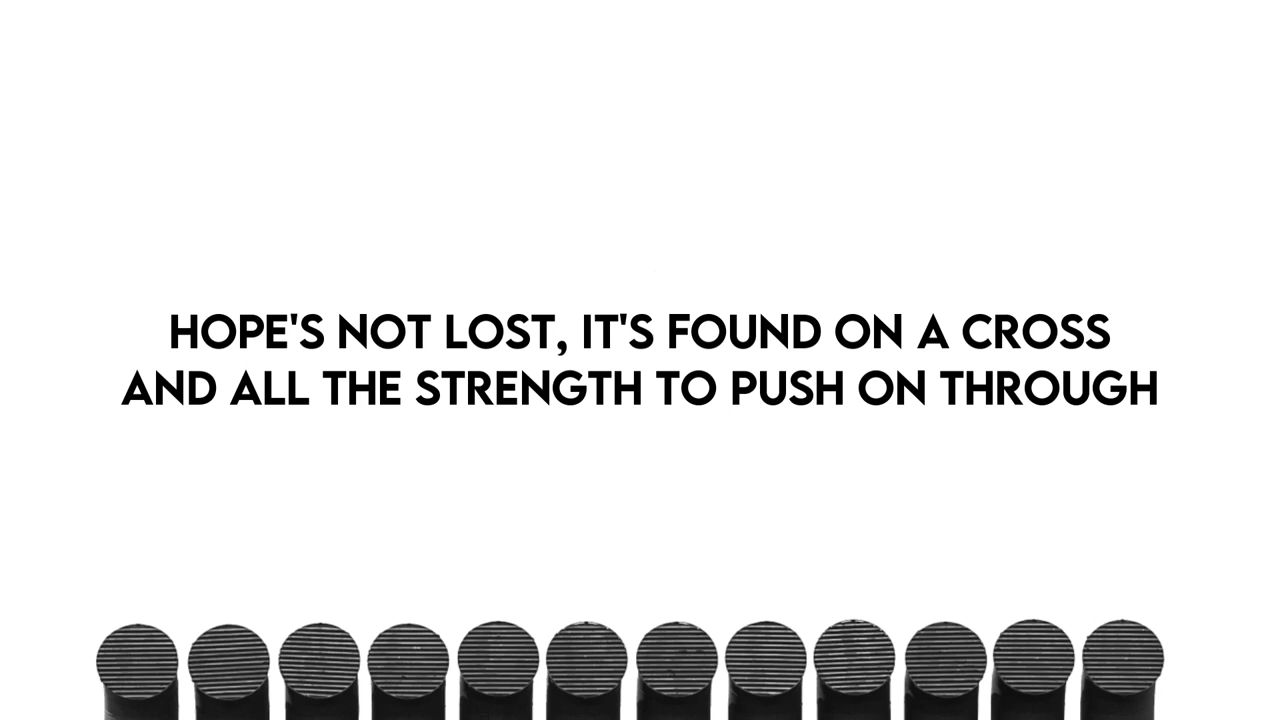 HOPE'S NOT LOST, IT'S FOUND ON A CROSS
AND ALL THE STRENGTH TO PUSH ON THROUGH